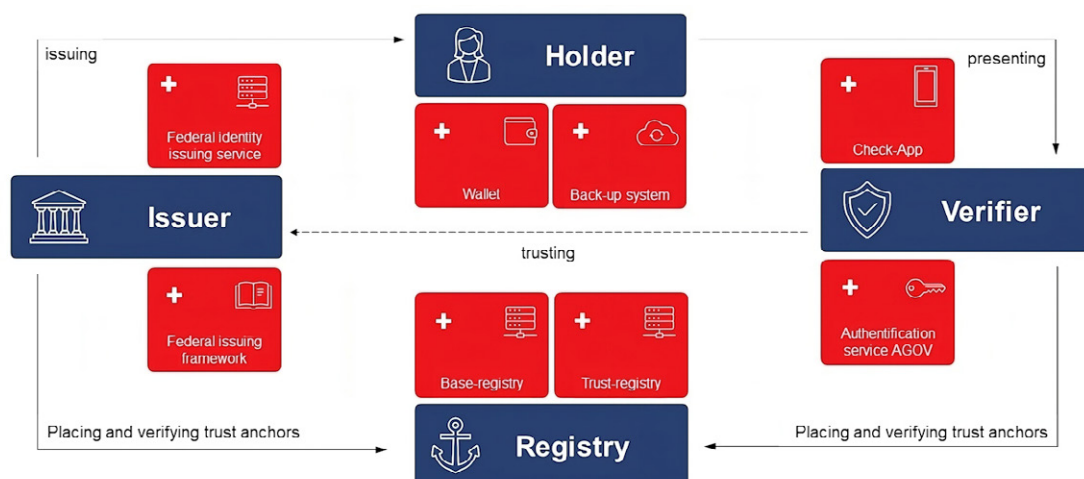 issuing
Holder
presenting
Federal identity
issuing service
Wallet
Back-up system
Check-App
Issuer
Verifier
trusting
Federal issuing
framework
Base-registry
Trust-registry
Authentification
service AGOV
Placing and verifying trust anchors
Registry
Placing and verifying trust anchors